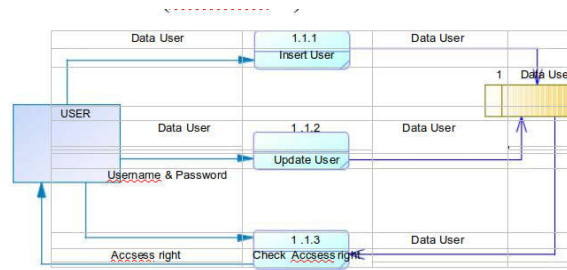 Data User
1.1.1
Data User
Insert User
1
Data Use
USER
Data User
1 .1.2
Data User
Update User
Username & Password
1 .1.3
Data User
Accsess right
Check Accsess right